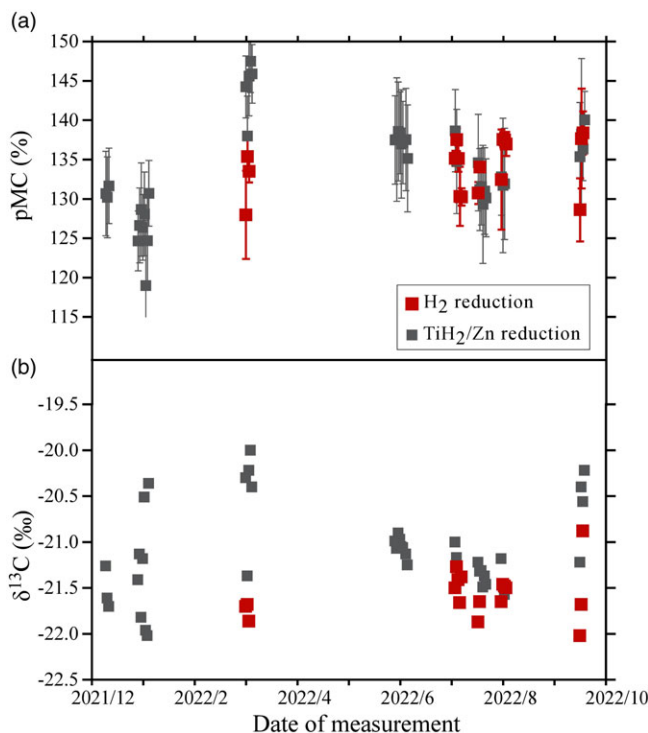 (a)
150
145
140
135
130
125
120
115
pMC (%)
H₂ reduction
TiH₂/Zn reduction
(b)
-19.5
-20.0
-20.5
-21.0
-21.5
-22.0
-22.5
δ¹³C (‰)
2021/12 2022/2 2022/4 2022/6 2022/8 2022/10
Date of measurement